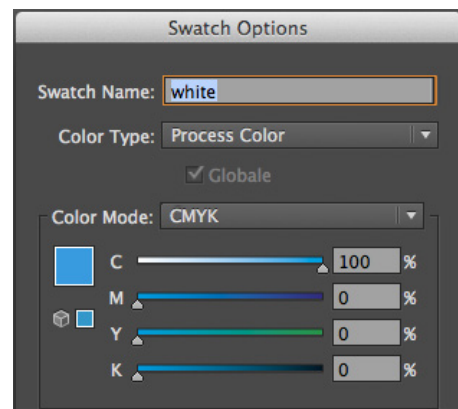 Swatch Options
Swatch Name: white
Color Type: Process Color
Globale
Color Mode: CMYK
C 100 %
M 0 %
Y 0 %
K 0 %